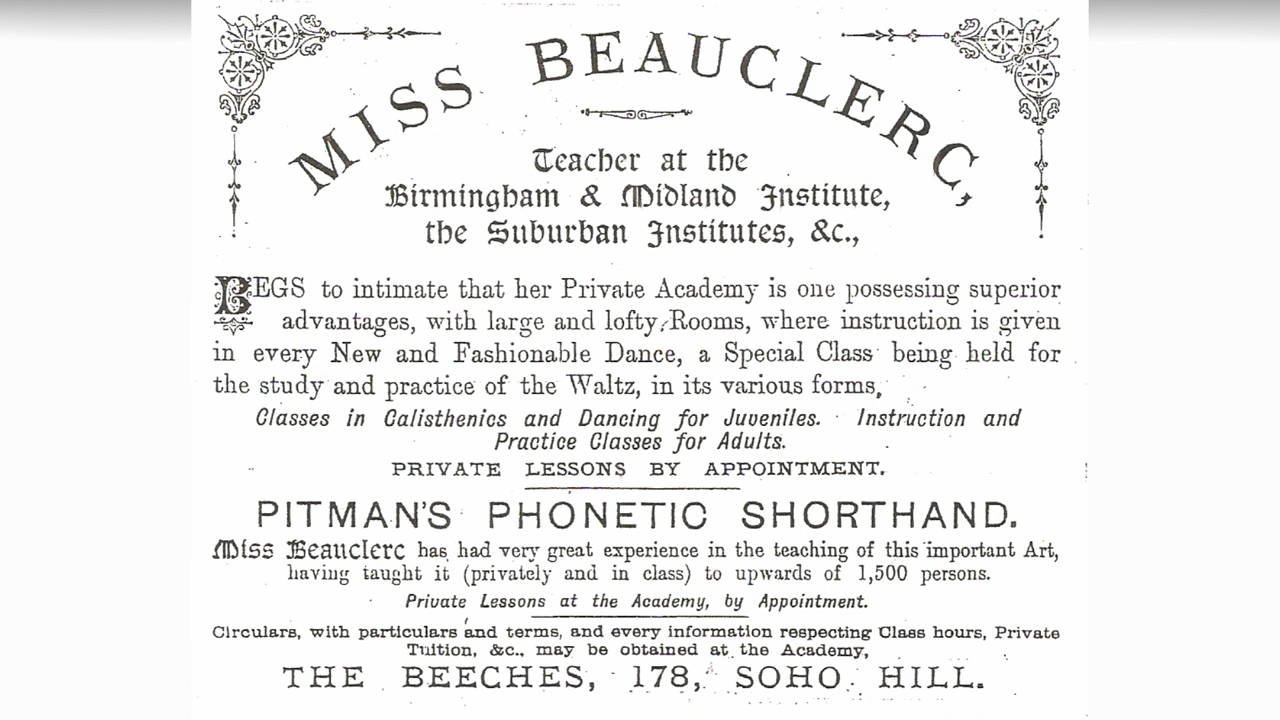 MISS BEAUCLERC,
Teacher at the
Birmingham & Midland Institute,
the Suburban Institutes, &c.,
BEGS to intimate that her Private Academy is one possessing superior
advantages, with large and lofty Rooms, where instruction is given
in every New and Fashionable Dance, a Special Class being held for
the study and practice of the Waltz, in its various forms.
Classes in Calisthenics and Dancing for Juveniles. Instruction and
Practice Classes for Adults.
PRIVATE LESSONS BY APPOINTMENT.
PITMAN'S PHONETIC SHORTHAND.
Miss Beauclerc has had very great experience in the teaching of this important Art,
having taught it (privately and in class) to upwards of 1,500 persons.
Private Lessons at the Academy, by Appointment.
Circulars, with particulars and terms, and every information respecting Class hours, Private
Tuition, &c., may be obtained at the Academy,
THE BEECHES, 178, SOHO HILL.